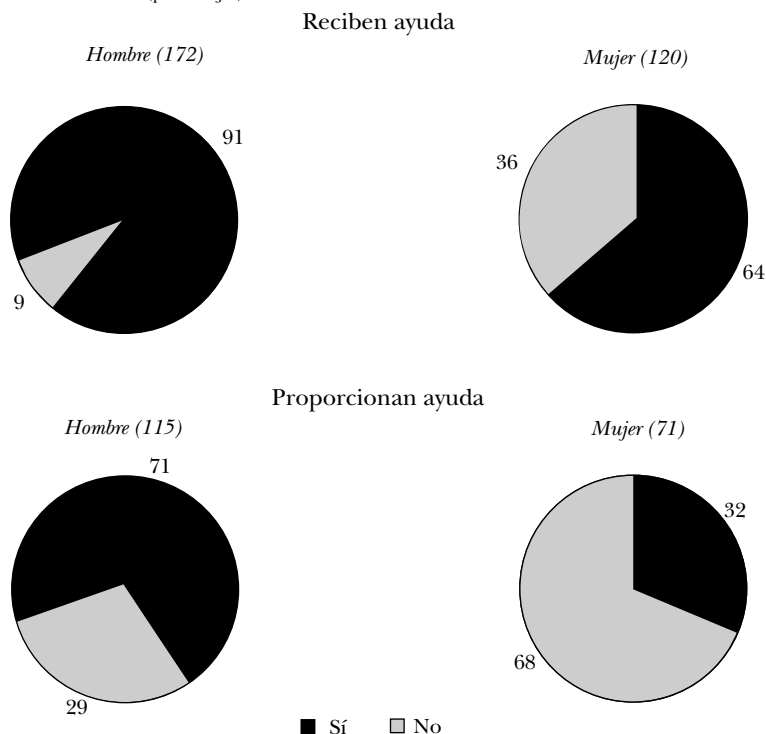 Reciben ayuda
Hombre (172)
Mujer (120)
91
36
64
9
Proporcionan ayuda
Hombre (115)
Mujer (71)
71
32
68
29
Sí
No